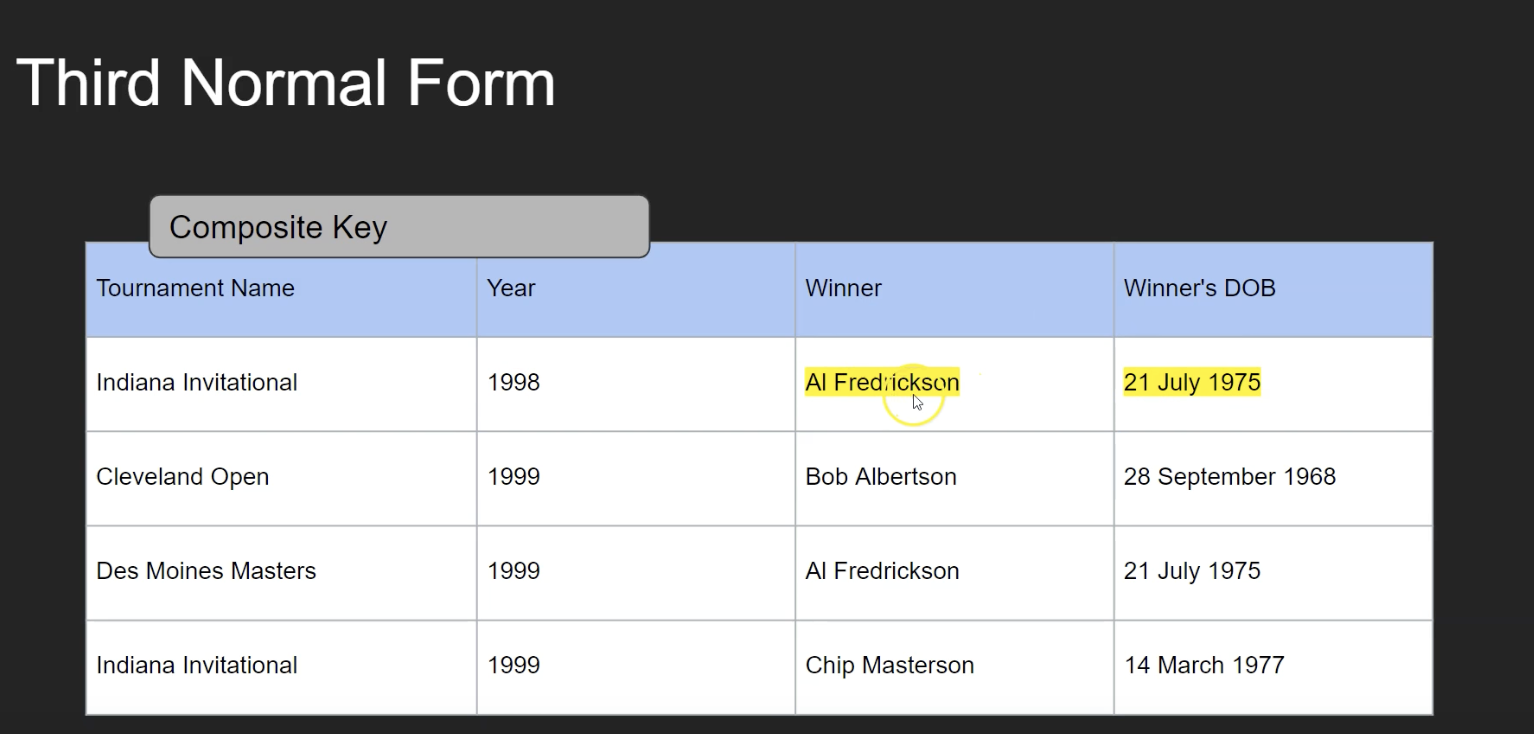 Third Normal Form
Composite Key
Tournament Name Year Winner Winner's DOB
Indiana Invitational 1998 Al Fredrickson 21 July 1975
Cleveland Open 1999 Bob Albertson 28 September 1968
Des Moines Masters 1999 Al Fredrickson 21 July 1975
Indiana Invitational 1999 Chip Masterson 14 March 1977